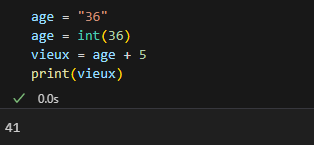 age = "36"
age = int(36)
vieux = age + 5
print(vieux)
0.0s
41